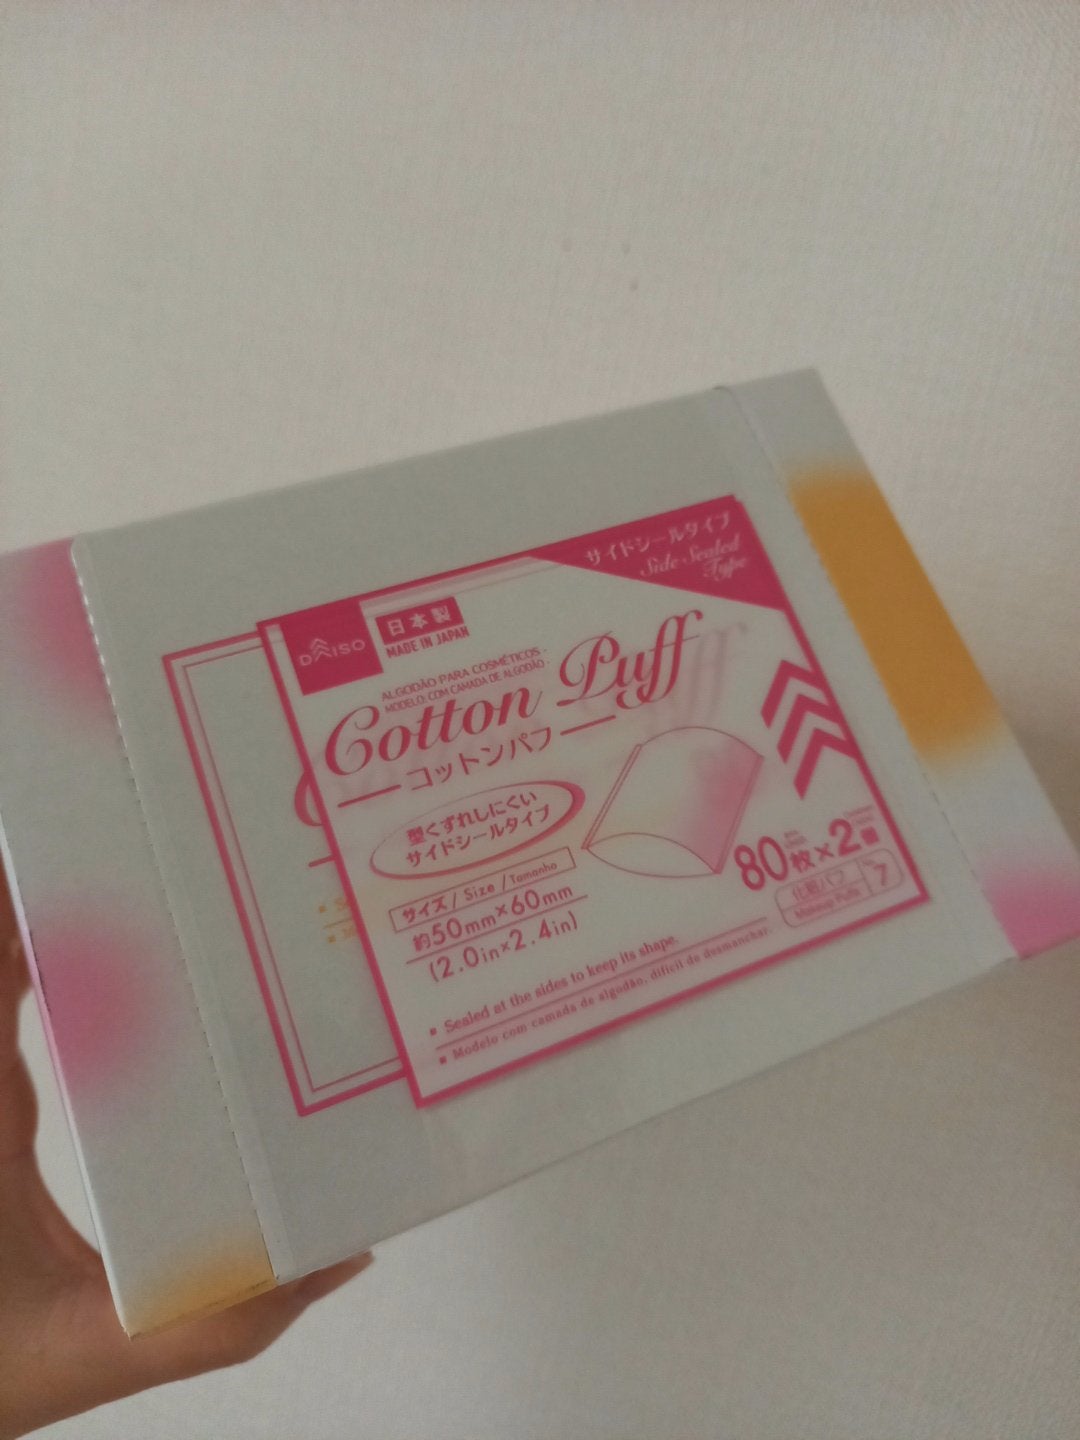 サイドシールタイプ
Side Sealed
Type
DAISO
日本製
MADE IN JAPAN
ALGODÃO PARA COSMÉTICOS -
MODELO: COM CAMADA DE ALGODÃO.
Cotton Puff
コットンパフ
型くずれしにくい
サイドシールタイプ
サイズ/Size/Tamanho
約50mm×60mm
(2.0in×2.4in)
80枚×2個
化粧パフ
Makeup Puffs
No.
7
▪ Sealed at the sides to keep its shape.
▪ Modelo com camada de algodão, difícil de desmanchar.